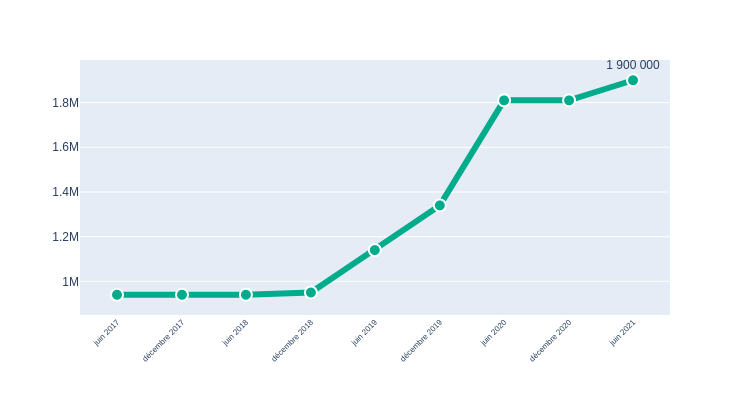 1 900 000
1.8M
1.6M
1.4M
1.2M
1M
juin 2017
décembre 2017
juin 2018
décembre 2018
juin 2019
décembre 2019
juin 2020
décembre 2020
juin 2021